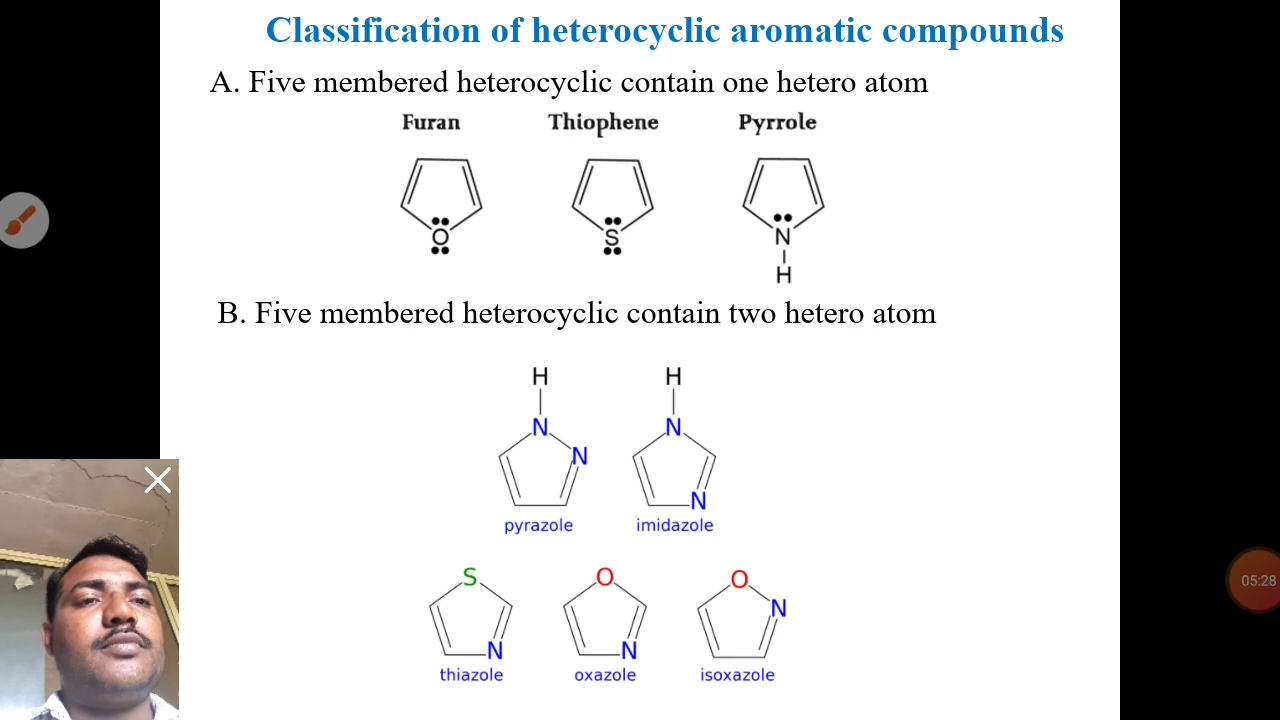 Classification of heterocyclic aromatic compounds
A. Five membered heterocyclic contain one hetero atom
Furan Thiophene Pyrrole
O S N
H
B. Five membered heterocyclic contain two hetero atom
H H
N N
N
N
pyrazole imidazole
S O O
N
N N
thiazole oxazole isoxazole
05:28